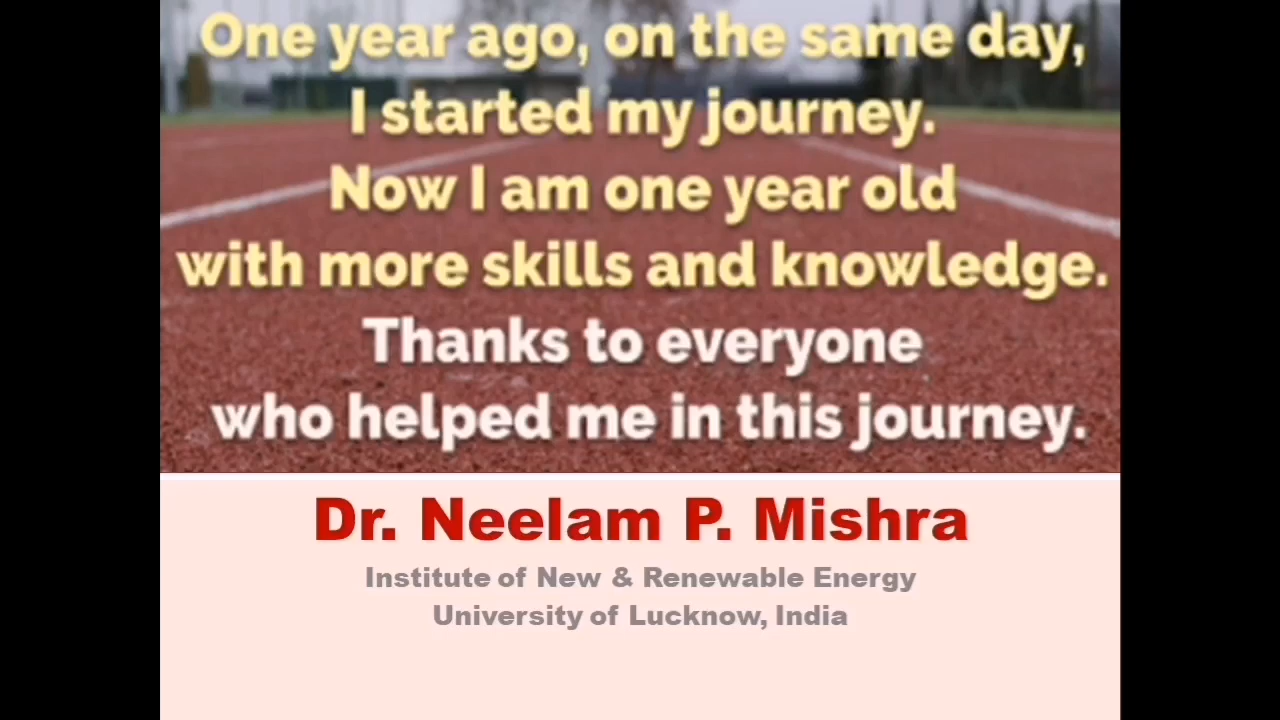 One year ago, on the same day,
I started my journey.
Now I am one year old
with more skills and knowledge.
Thanks to everyone
who helped me in this journey.
Dr. Neelam P. Mishra
Institute of New & Renewable Energy
University of Lucknow, India